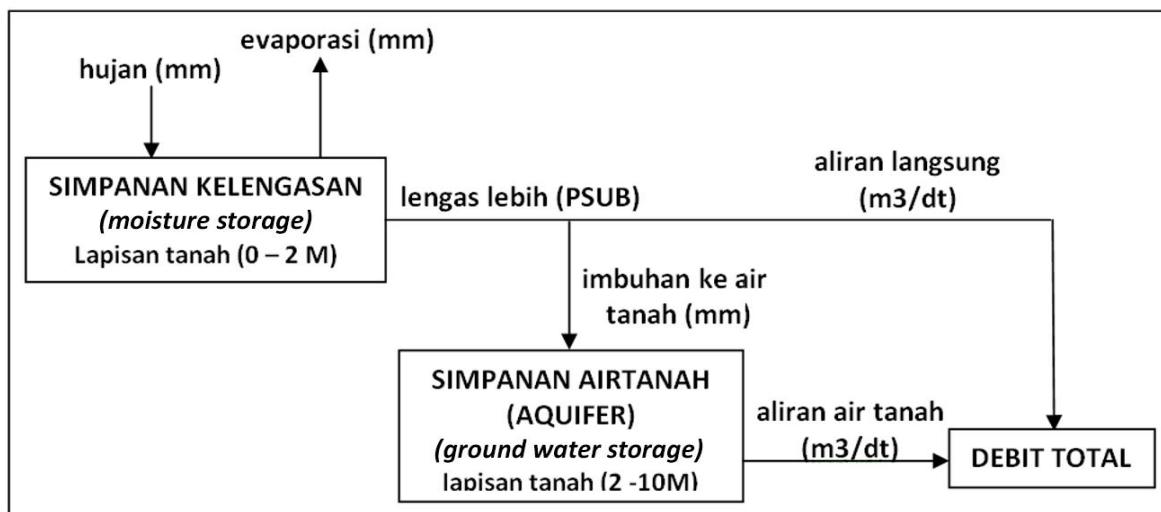 evaporasi (mm)
hujan (mm)
SIMPANAN KELENGASAN
(moisture storage)
Lapisan tanah (0 – 2 M)
lengas lebih (PSUB)
aliran langsung
(m3/dt)
imbuhan ke air
tanah (mm)
SIMPANAN AIRTANAH
(AQUIFER)
(ground water storage)
lapisan tanah (2 -10M)
aliran air tanah
(m3/dt)
DEBIT TOTAL